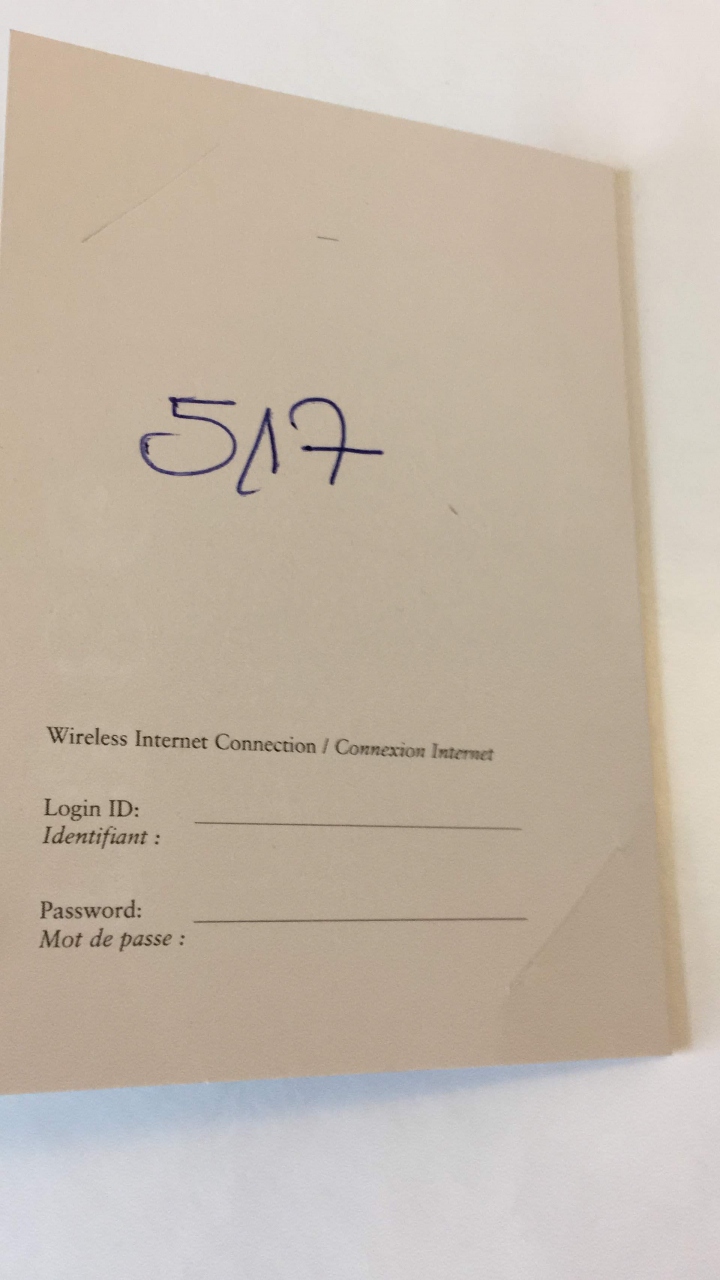 517
Wireless Internet Connection / Connexion Internet
Login ID:
Identifiant :
Password:
Mot de passe :